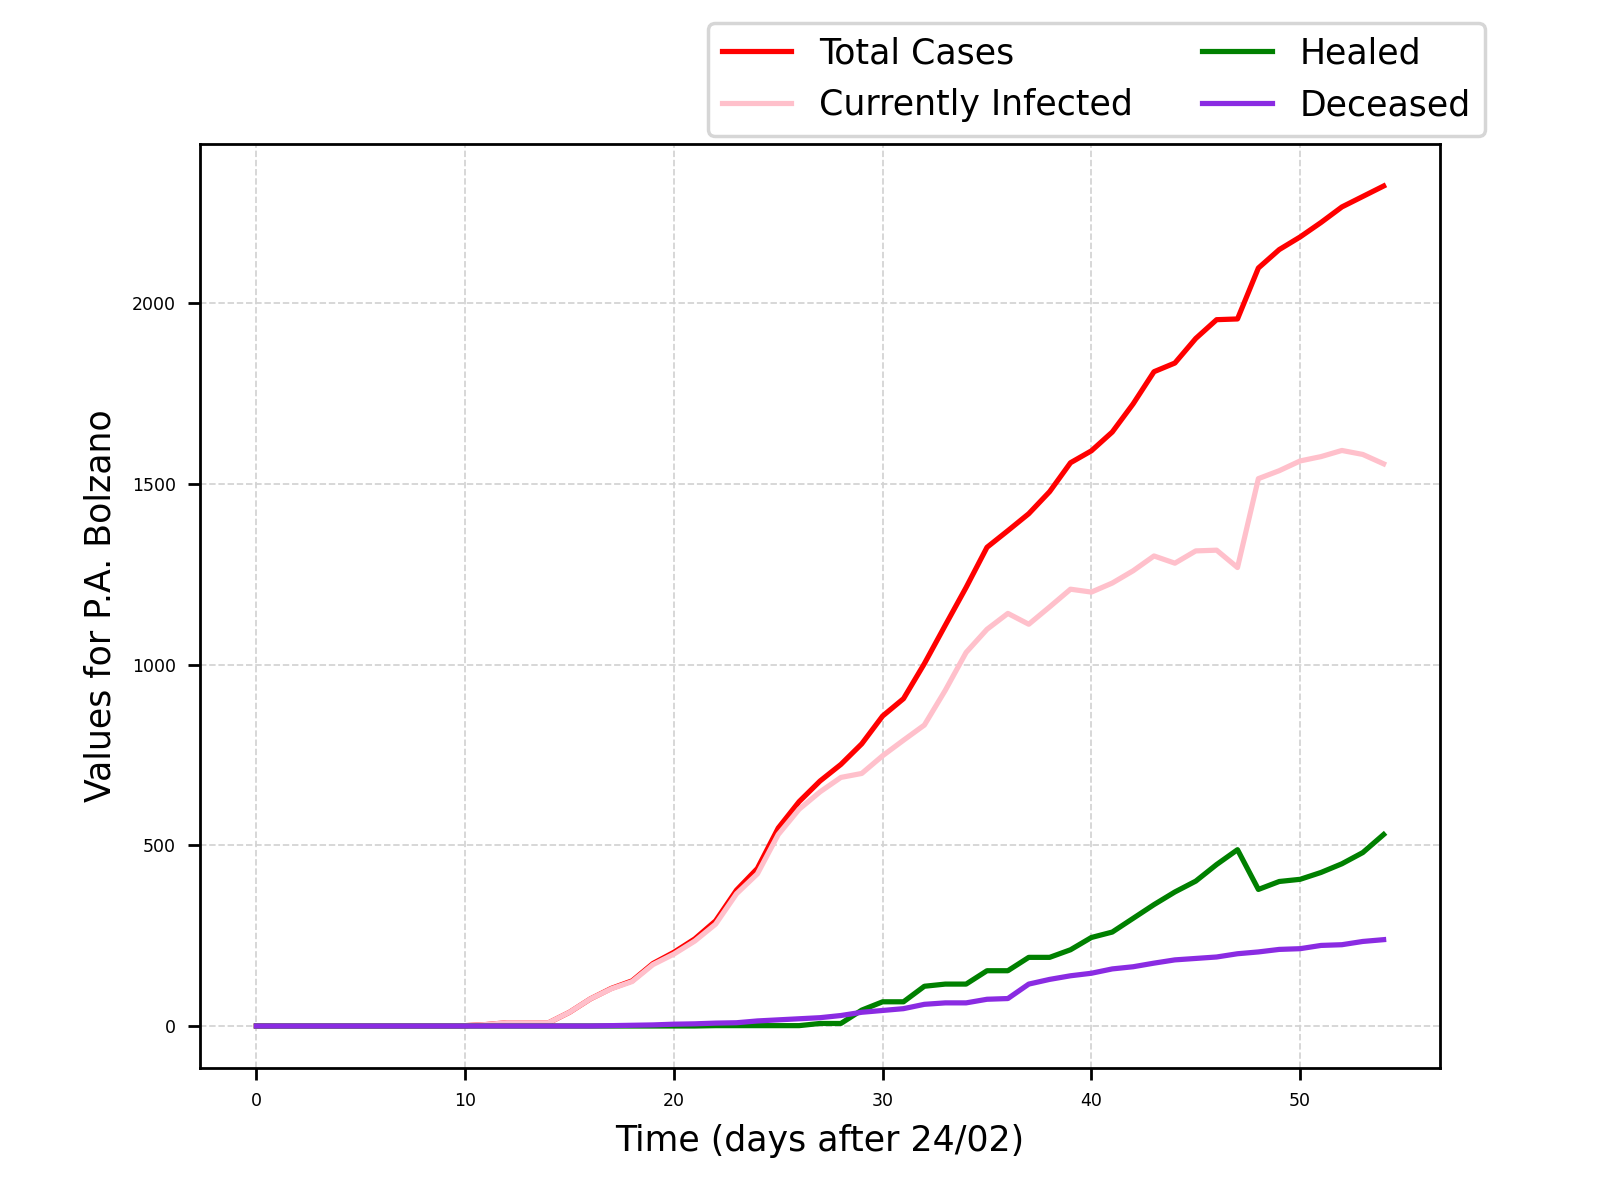 Total Cases
Currently Infected
Healed
Deceased
Values for P.A. Bolzano
2000
1500
1000
500
0
0 10 20 30 40 50
Time (days after 24/02)